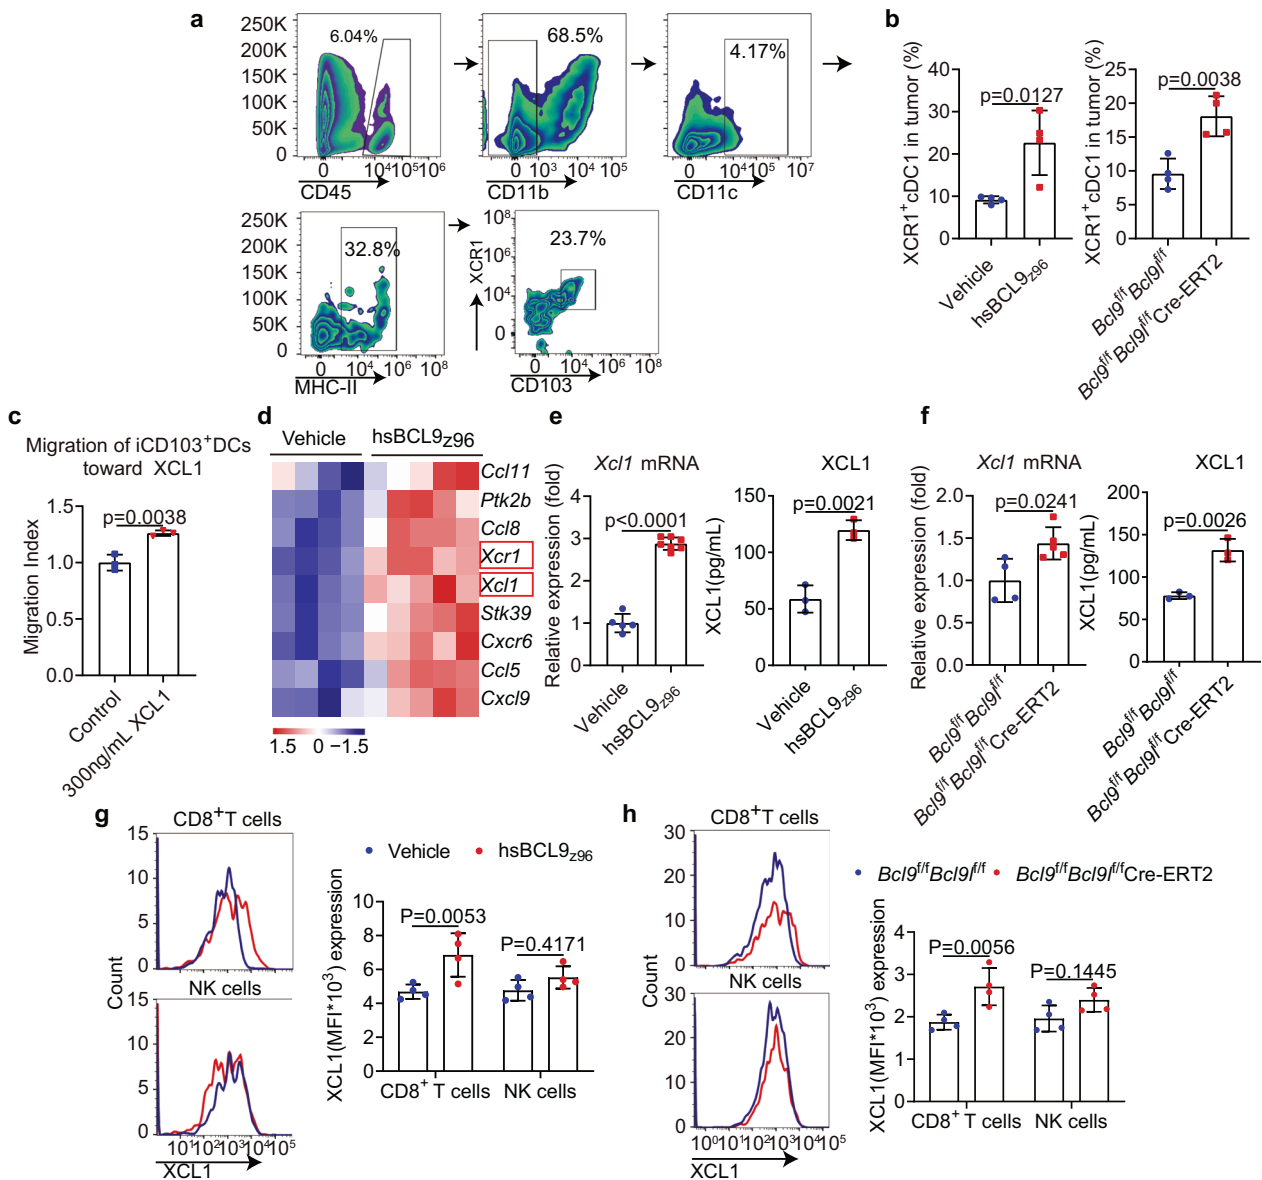 a
250K
200K
150K
100K
50K
0
6.04%
68.5%
4.17%
0 10⁴10⁵10⁶
CD45
0 10³ 10⁴ 10⁵
CD11b
0 10⁴10⁵10⁶ 10⁷
CD11c
250K
200K
150K
100K
50K
0
32.8%
0 10⁴ 10⁶ 10⁸
MHC-II
XCR1
10⁸
10⁶
10⁴
0
23.7%
0 10⁴ 10⁶ 10⁸
CD103
b
XCR1⁺cDC1 in tumor (%)
40
30
20
10
0
p=0.0127
Vehicle
hsBCL9z96
XCR1⁺cDC1 in tumor (%)
25
20
15
10
5
0
p=0.0038
Bcl9f/fBcl9lf/f
Bcl9f/fBcl9lf/fCre-ERT2
c
Migration of iCD103⁺DCs
toward XCL1
Migration Index
1.5
1.0
0.5
0.0
p=0.0038
Control
300ng/mL XCL1
d
Vehicle
hsBCL9z96
Ccl11
Ptk2b
Ccl8
Xcr1
Xcl1
Stk39
Cxcr6
Ccl5
Cxcl9
1.5 0 −1.5
e
Xcl1 mRNA
Relative expression (fold)
4
3
2
1
0
p<0.0001
Vehicle
hsBCL9z96
XCL1
XCL1(pg/mL)
150
100
50
0
p=0.0021
Vehicle
hsBCL9z96
f
Xcl1 mRNA
Relative expression (fold)
2.0
1.5
1.0
0.5
0.0
p=0.0241
Bcl9f/fBcl9lf/f
Bcl9f/fBcl9lf/fCre-ERT2
XCL1
XCL1(pg/mL)
200
150
100
50
0
p=0.0026
Bcl9f/fBcl9lf/f
Bcl9f/fBcl9lf/fCre-ERT2
g
CD8⁺T cells
15
10
5
0
Count
NK cells
15
10
5
0
10¹10²10³10⁴10⁵
XCL1
Vehicle
hsBCL9z96
XCL1(MFI*10³) expression
10
8
6
4
2
0
P=0.0053
P=0.4171
CD8⁺ T cells
NK cells
h
CD8⁺T cells
30
20
10
0
Count
NK cells
30
20
10
0
10⁰10¹10²10³10⁴10⁵
XCL1
Bcl9f/fBcl9lf/f
Bcl9f/fBcl9lf/fCre-ERT2
XCL1(MFI*10³) expression
4
3
2
1
0
P=0.0056
P=0.1445
CD8⁺ T cells
NK cells